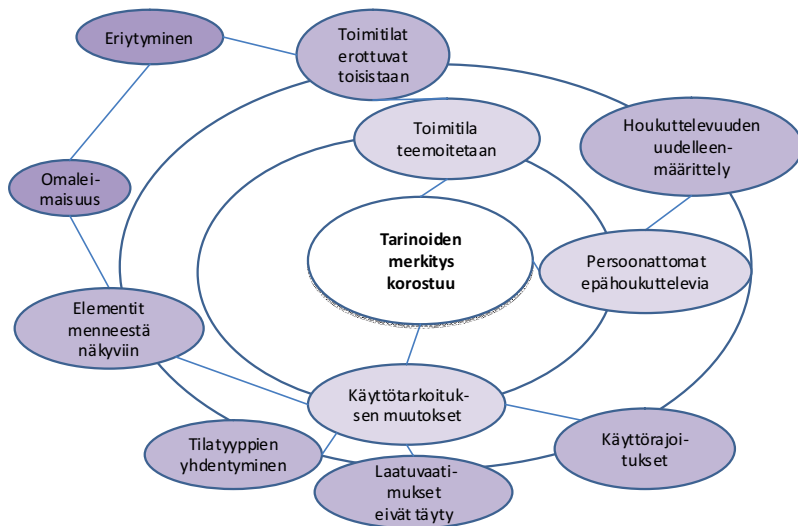 Eriytyminen
Toimitilat
erottuvat
toisistaan
Toimitila
teemoitetaan
Houkuttelevuuden
uudelleen-
määrittely
Omalei-
maisuus
Tarinoiden
merkitys
korostuu
Persoonattomat
epähoukuttelevia
Elementit
menneestä
näkyviin
Käyttötarkoituk-
sen muutokset
Tilatyyppien
yhdentyminen
Käyttörajoi-
tukset
Laatuvaati-
mukset
eivät täyty